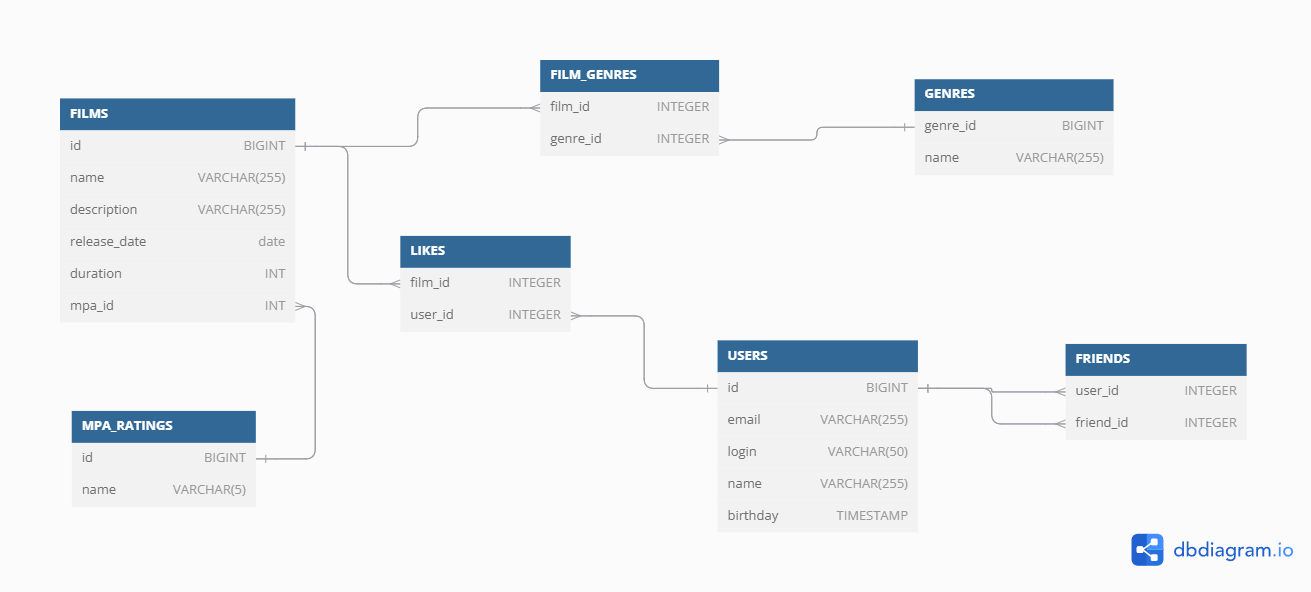 FILMS
id BIGINT
name VARCHAR(255)
description VARCHAR(255)
release_date date
duration INT
mpa_id INT
FILM_GENRES
film_id INTEGER
genre_id INTEGER
GENRES
genre_id BIGINT
name VARCHAR(255)
LIKES
film_id INTEGER
user_id INTEGER
USERS
id BIGINT
email VARCHAR(255)
login VARCHAR(50)
name VARCHAR(255)
birthday TIMESTAMP
FRIENDS
user_id INTEGER
friend_id INTEGER
MPA_RATINGS
id BIGINT
name VARCHAR(5)
dbdiagram.io